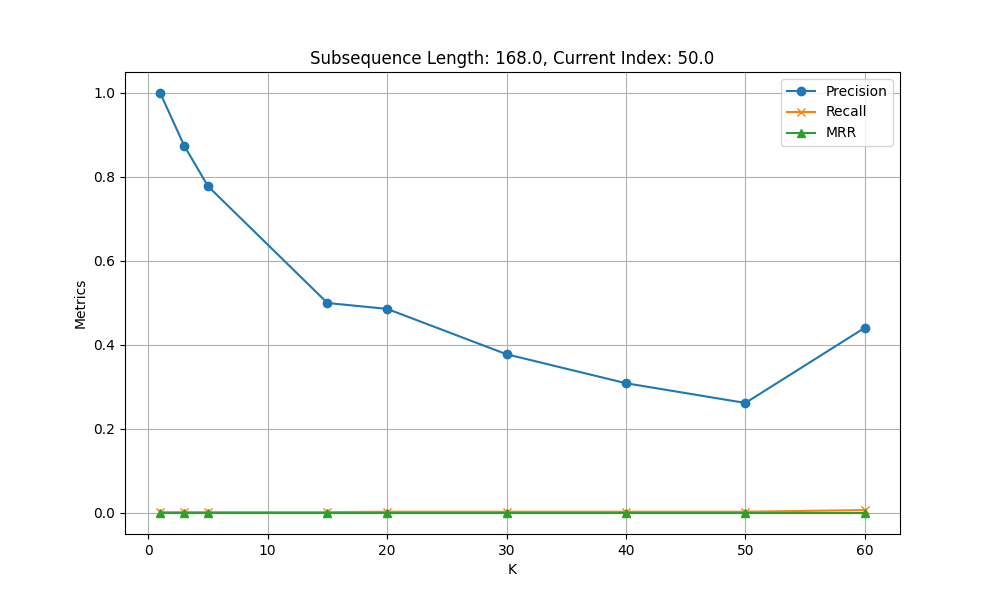 Subsequence Length: 168.0, Current Index: 50.0
Precision
Recall
MRR
1.0
0.8
0.6
0.4
0.2
0.0
Metrics
0 10 20 30 40 50 60
K